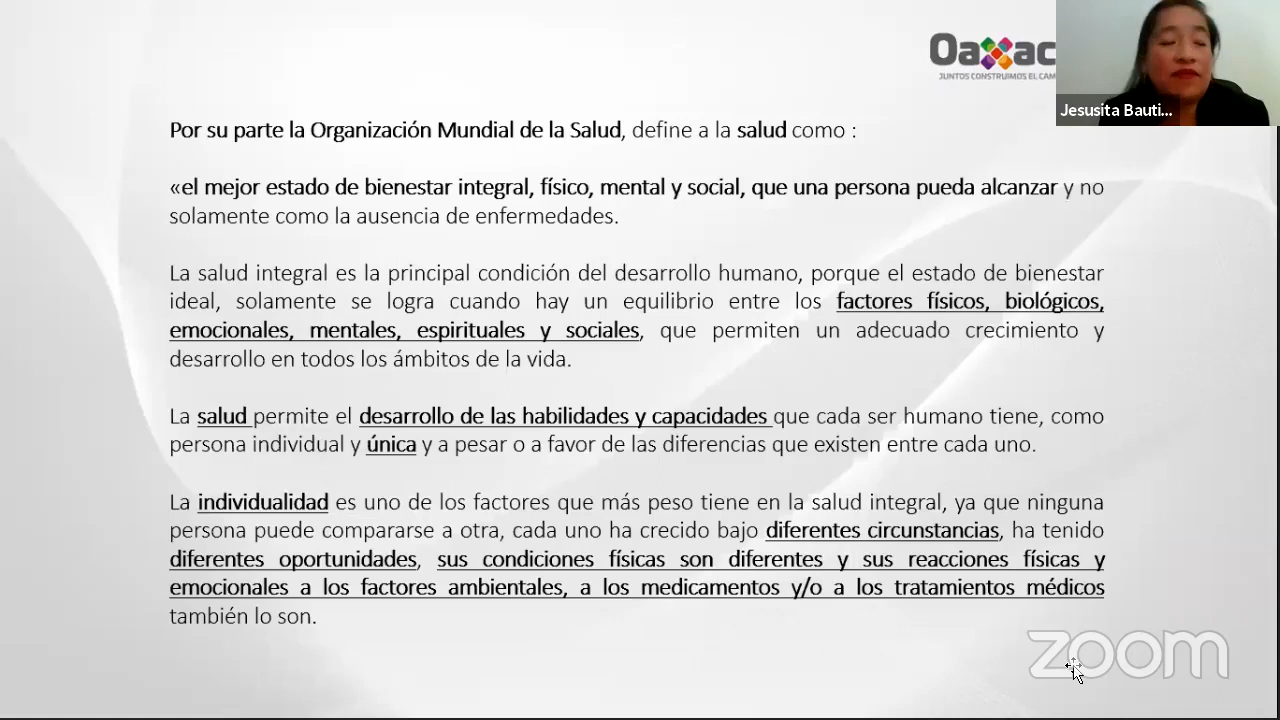 Oaxac
JUNTOS CONSTRUIMOS EL CAM
Jesusita Bauti...
Por su parte la Organización Mundial de la Salud, define a la salud como :
«el mejor estado de bienestar integral, físico, mental y social, que una persona pueda alcanzar y no
solamente como la ausencia de enfermedades.
La salud integral es la principal condición del desarrollo humano, porque el estado de bienestar
ideal, solamente se logra cuando hay un equilibrio entre los factores físicos, biológicos,
emocionales, mentales, espirituales y sociales, que permiten un adecuado crecimiento y
desarrollo en todos los ámbitos de la vida.
La salud permite el desarrollo de las habilidades y capacidades que cada ser humano tiene, como
persona individual y única y a pesar o a favor de las diferencias que existen entre cada uno.
La individualidad es uno de los factores que más peso tiene en la salud integral, ya que ninguna
persona puede compararse a otra, cada uno ha crecido bajo diferentes circunstancias, ha tenido
diferentes oportunidades, sus condiciones físicas son diferentes y sus reacciones físicas y
emocionales a los factores ambientales, a los medicamentos y/o a los tratamientos médicos
también lo son.
zoom